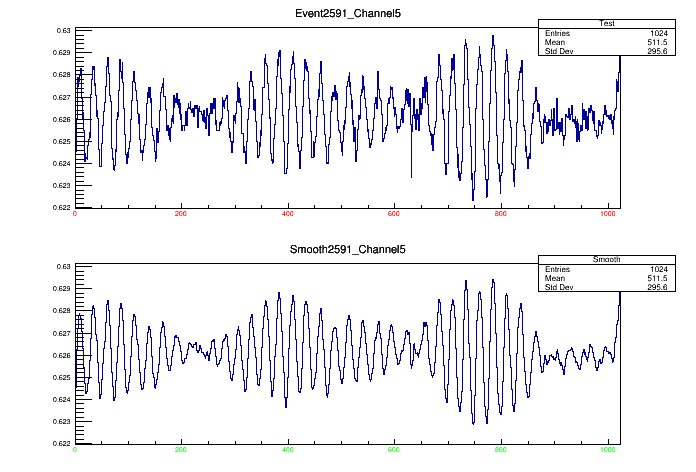 Event2591_Channel5
Test
Entries 1024
Mean 511.5
Std Dev 295.6
0.63
0.629
0.628
0.627
0.626
0.625
0.624
0.623
0.622
0 200 400 600 800 1000
Smooth2591_Channel5
Smooth
Entries 1024
Mean 511.5
Std Dev 295.6
0.63
0.629
0.628
0.627
0.626
0.625
0.624
0.623
0.622
0 200 400 600 800 1000